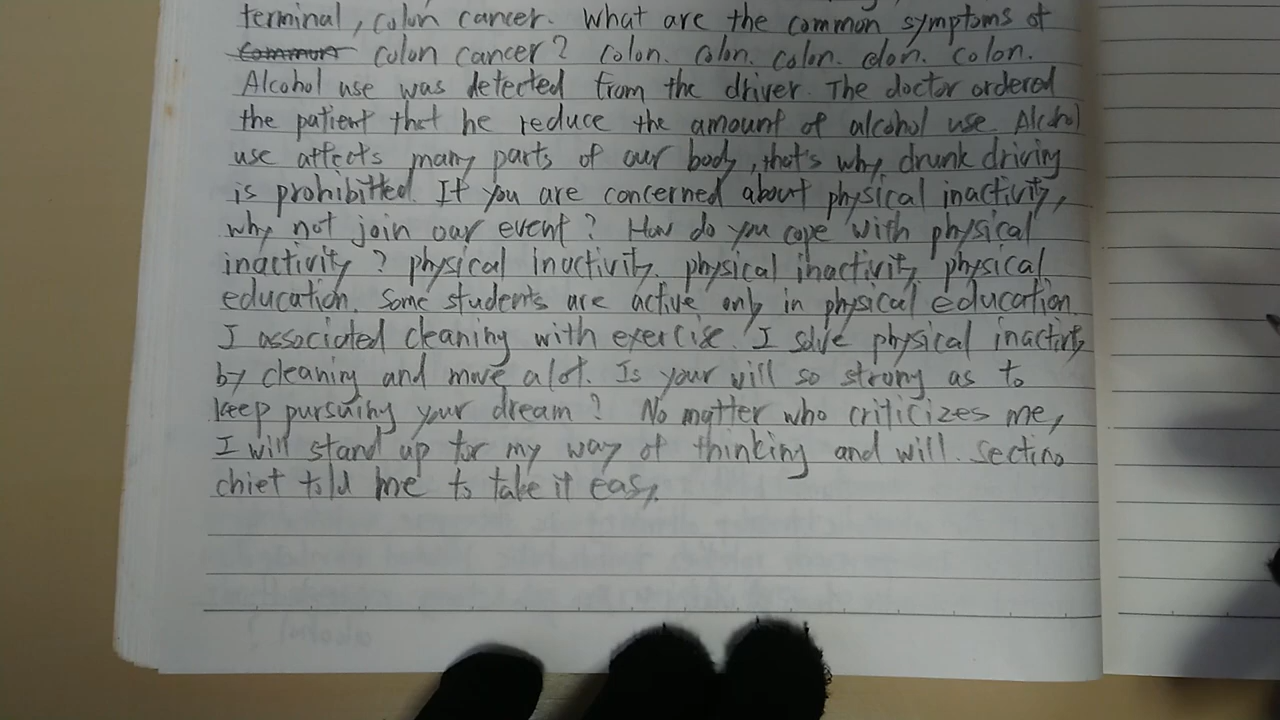 terminal, colon cancer. What are the common symptoms of
common colon cancer? colon. colon. colon. colon. colon.
Alcohol use was detected from the driver. The doctor ordered
the patient that he reduce the amount of alcohol use. Alcohol
use affects many parts of our body, that's why drunk driving
is prohibitted. If you are concerned about physical inactivity,
why not join our event? How do you cope with physical
inactivity? physical inactivity. physical inactivity physical
education. Some students are active only in physical education.
I associated cleaning with exercise. I solve physical inactivity
by cleaning and move alot. Is your will so strong as to
keep pursuing your dream? No matter who criticizes me,
I will stand up for my way of thinking and will. Section
chief told me to take it easy.